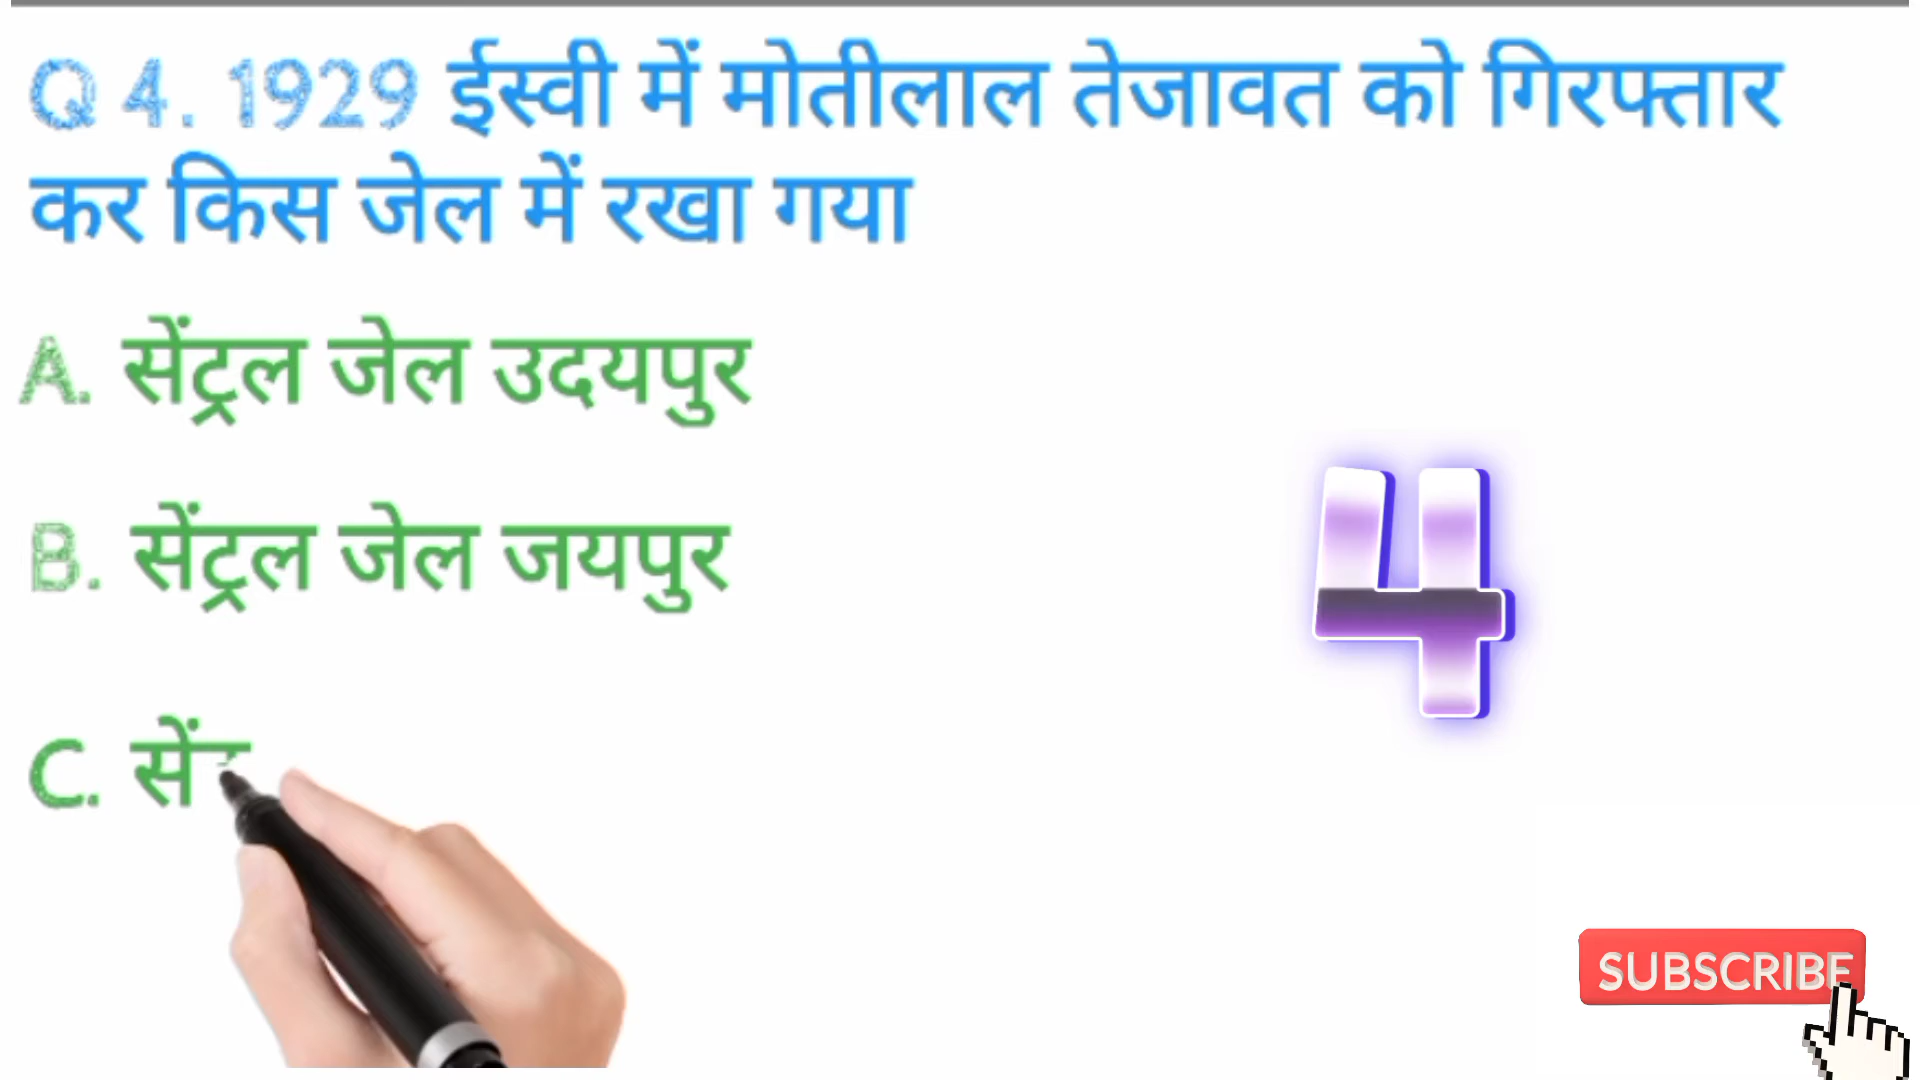 Q 4. 1929 ईस्वी में मोतीलाल तेजावत को गिरफ्तार
कर किस जेल में रखा गया
A. सेंट्रल जेल उदयपुर
B. सेंट्रल जेल जयपुर
4
C.
SUBSCRIBE